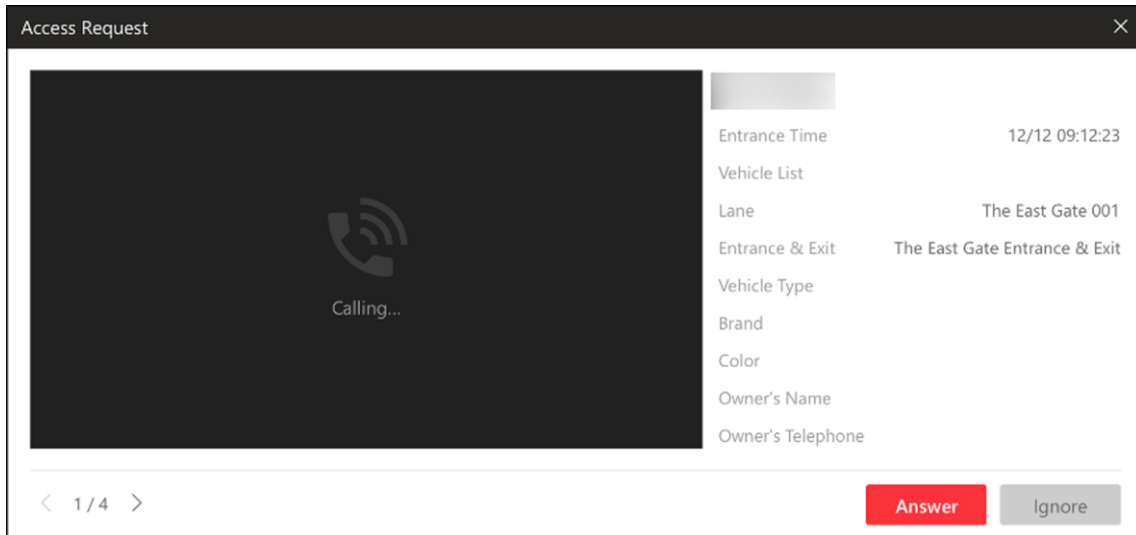 Access Request
Calling...
Entrance Time 12/12 09:12:23
Vehicle List
Lane The East Gate 001
Entrance & Exit The East Gate Entrance & Exit
Vehicle Type
Brand
Color
Owner's Name
Owner's Telephone
1 / 4
Answer Ignore